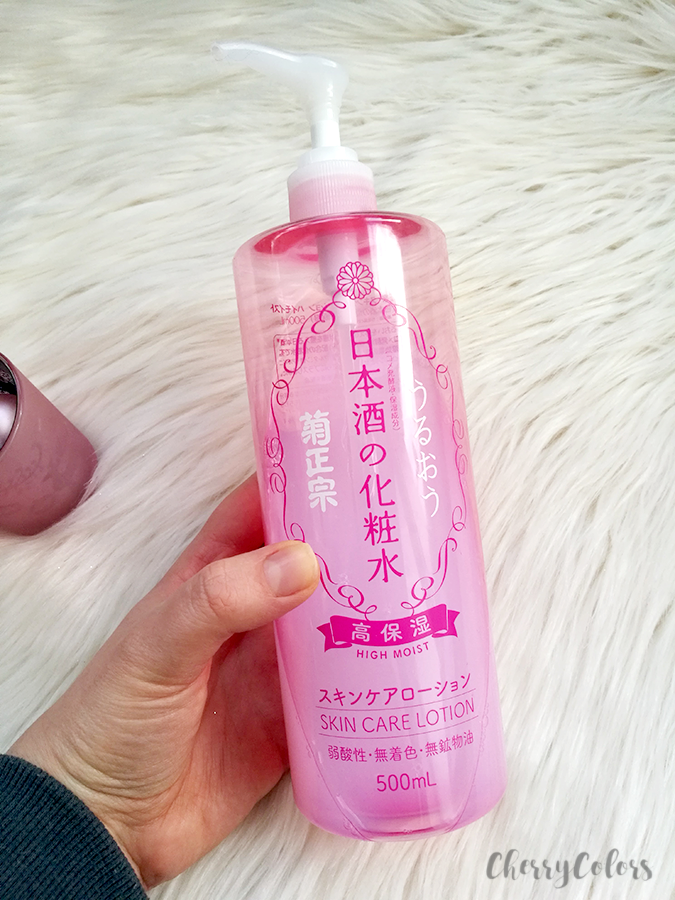 日本酒の化粧水
うるおう
菊正宗
高保湿
HIGH MOIST
スキンケアローション
SKIN CARE LOTION
弱酸性・無着色・無鉱物油
500mL
CherryColors